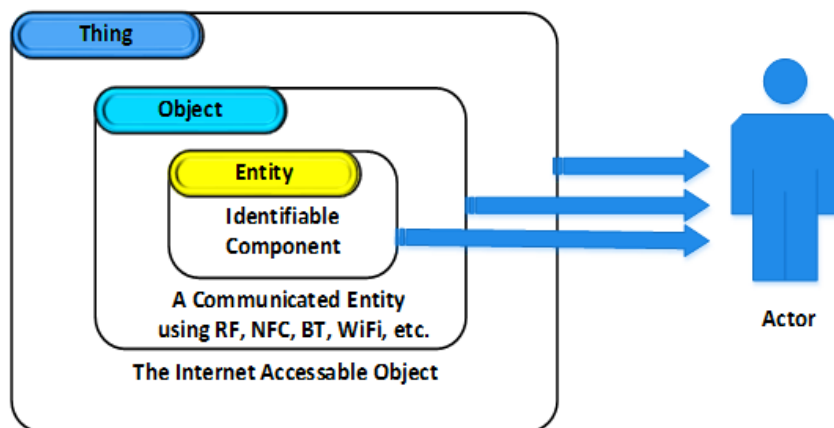 Thing
Object
Entity
Identifiable
Component
A Communicated Entity
using RF, NFC, BT, WiFi, etc.
The Internet Accessable Object
Actor